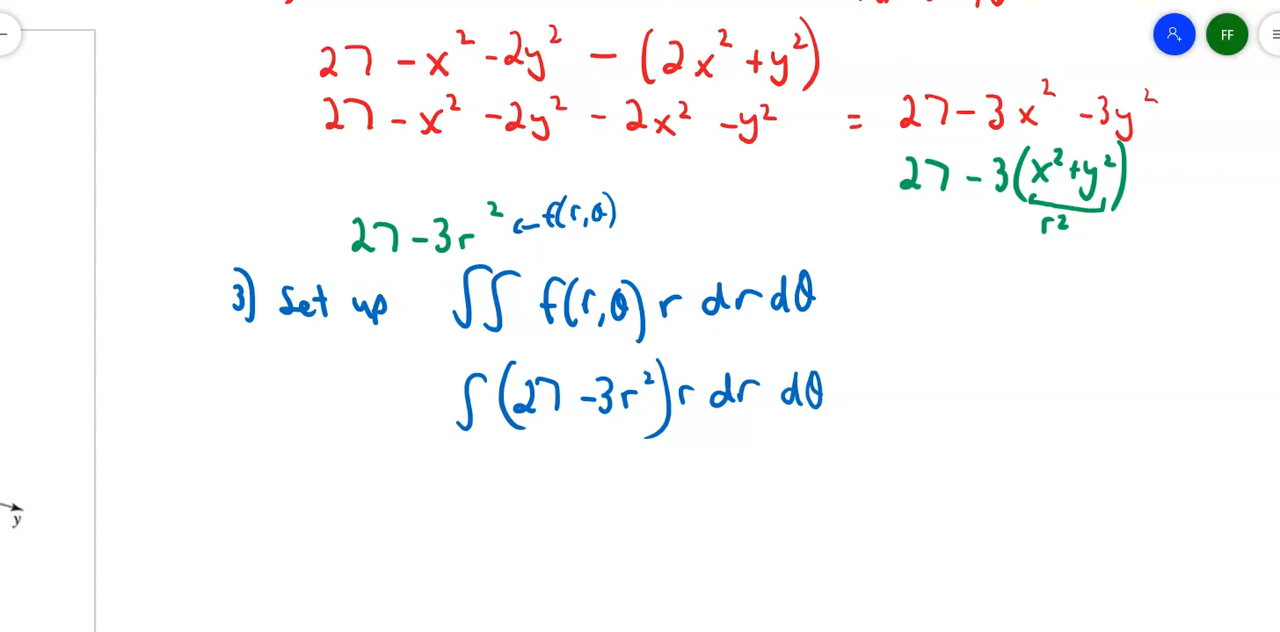 27 - x² - 2y² - (2x² + y²)
27 - x² - 2y² - 2x² - y² = 27 - 3x² - 3y²
27 - 3(x² + y²)
r²
27 - 3r² ← f(r,θ)
3) Set up ∫∫ f(r,θ) r dr dθ
∫ (27 - 3r²) r dr dθ
y
FF